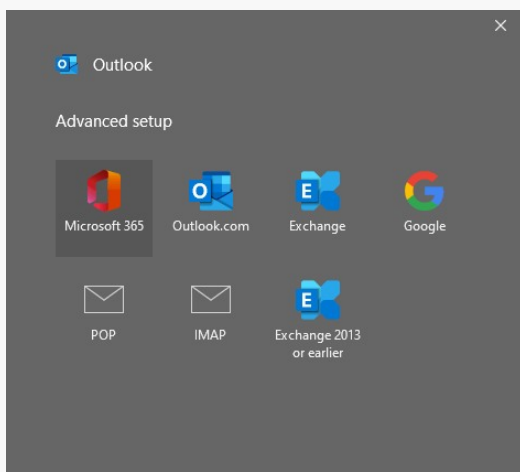 Outlook
Advanced setup
Microsoft 365
Outlook.com
Exchange
Google
POP
IMAP
Exchange 2013
or earlier